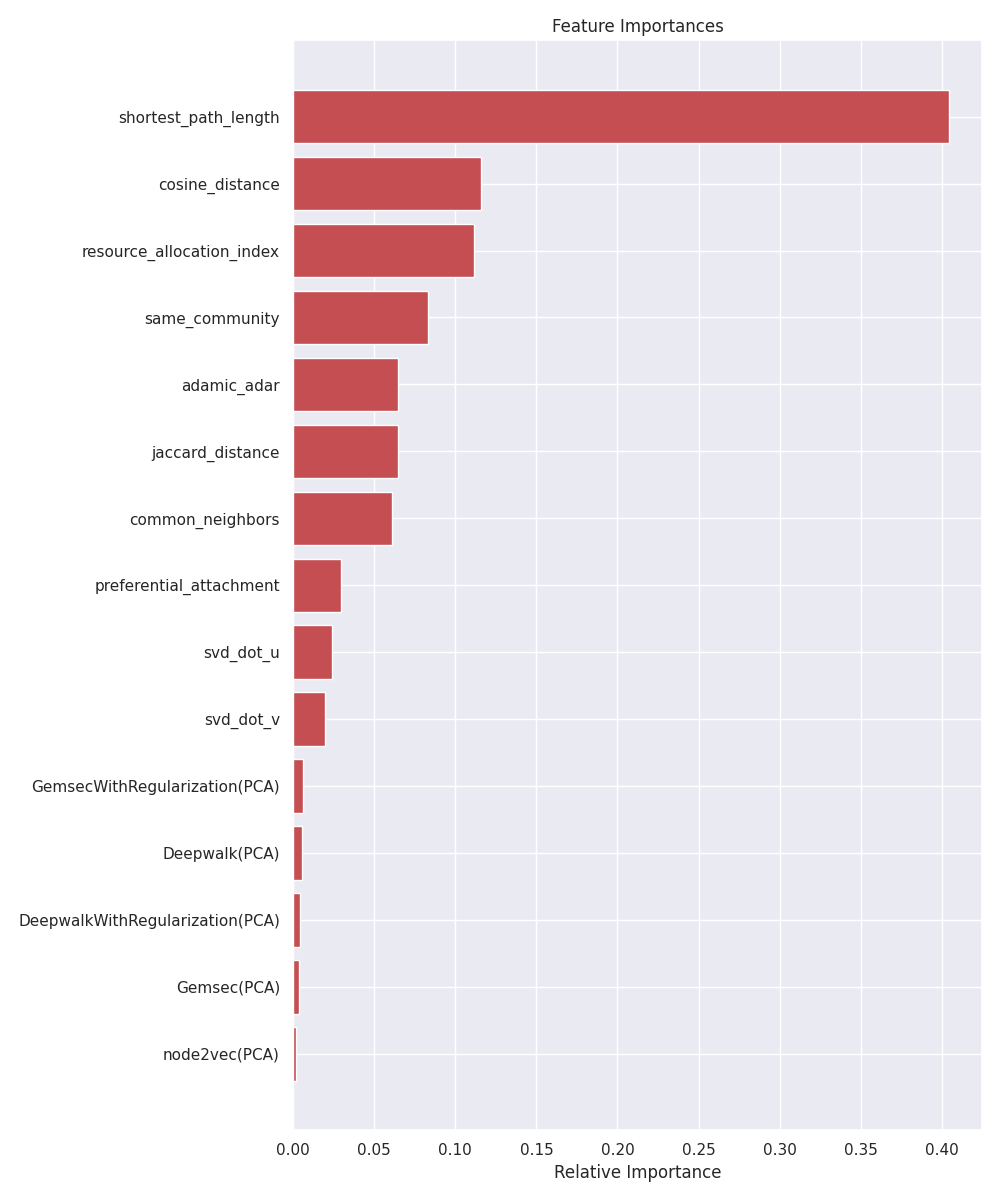 Feature Importances
shortest_path_length
cosine_distance
resource_allocation_index
same_community
adamic_adar
jaccard_distance
common_neighbors
preferential_attachment
svd_dot_u
svd_dot_v
GemsecWithRegularization(PCA)
Deepwalk(PCA)
DeepwalkWithRegularization(PCA)
Gemsec(PCA)
node2vec(PCA)
0.00 0.05 0.10 0.15 0.20 0.25 0.30 0.35 0.40
Relative Importance